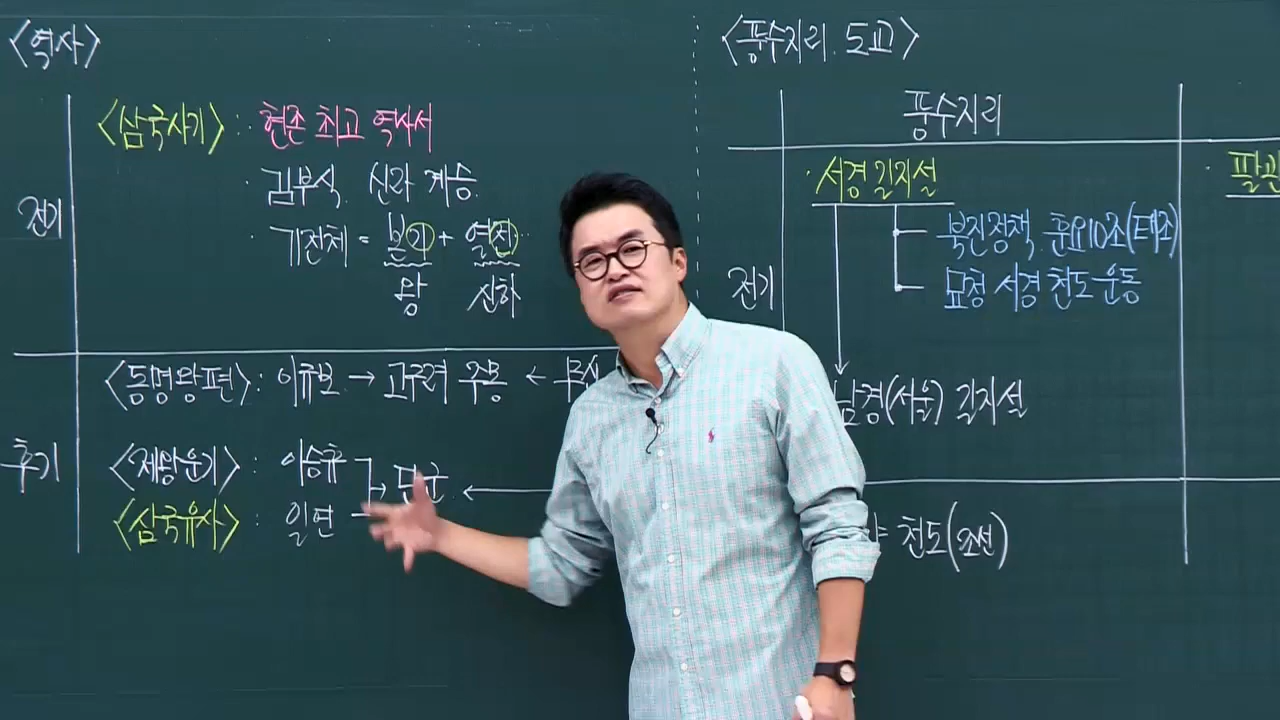 <역사>
전기
<삼국사기> : 현존 최고 역사서
· 김부식. 신라 계승.
· 기전체 = 본기 + 열전
왕 신하
후기
<동명왕편> : 이규보 → 고구려 주몽 ←
<제왕운기> : 이승휴
<삼국유사> : 일연
→ 단군 ←
<풍수지리. 도교>
풍수지리
전기
· 서경 길지설
북진정책. 훈요10조(태조)
묘청 서경 천도 운동
남경(서울) 길지설
천도(조선)